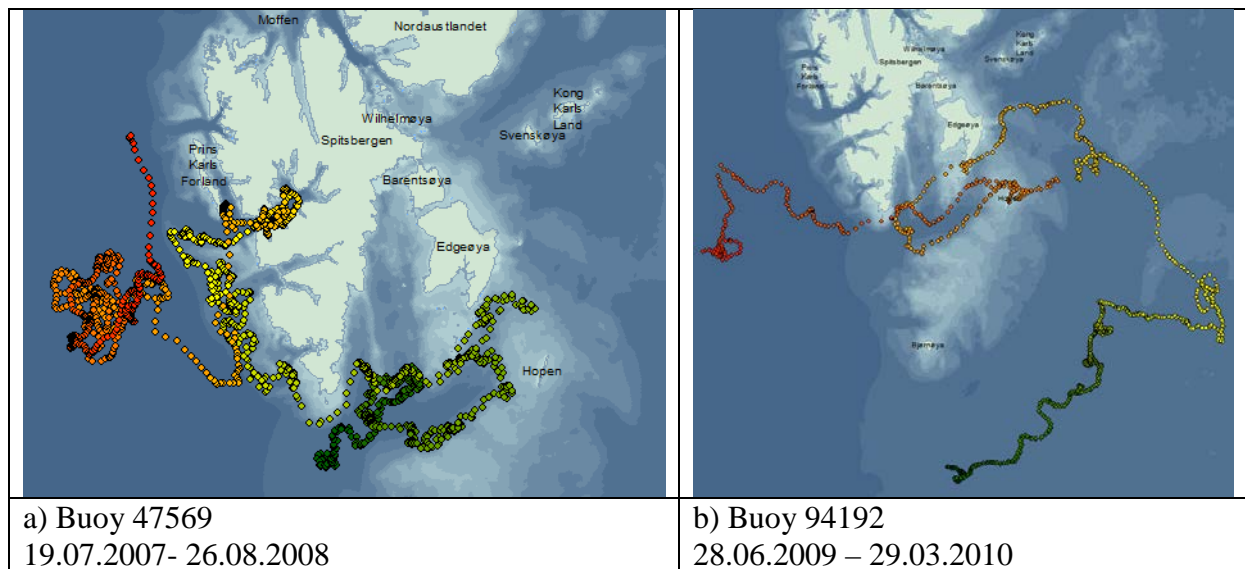 Moffen
Nordaustlandet
Kong
Karls
Land
Wilhelmøya
Svenskøya
Spitsbergen
Prins
Karls
Forland
Barentsøya
Edgeøya
Hopen
Kong
Karls
Land
Wilhelmøya
Svenskøya
Spitsbergen
Prins
Karls
Forland
Barentsøya
Edgeøya
Bjørnøya
a) Buoy 47569
19.07.2007- 26.08.2008
b) Buoy 94192
28.06.2009 – 29.03.2010